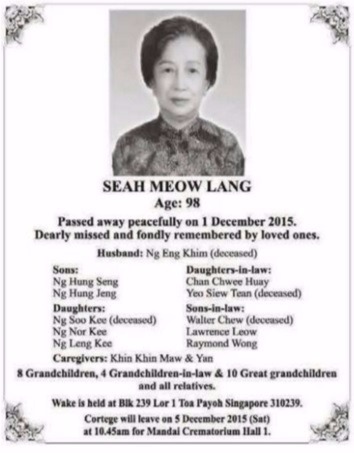 SEAH MEOW LANG
Age: 98
Passed away peacefully on 1 December 2015.
Dearly missed and fondly remembered by loved ones.
Husband: Ng Eng Khim (deceased)
Sons: Daughters-in-law:
Ng Hung Seng Chan Chwee Huay
Ng Hung Jeng Yeo Siew Tean (deceased)
Daughters: Sons-in-law:
Ng Soo Kee (deceased) Walter Chew (deceased)
Ng Nor Kee Lawrence Leow
Ng Leng Kee Raymond Wong
Caregivers: Khin Khin Maw & Yan
8 Grandchildren, 4 Grandchildren-in-law & 10 Great grandchildren
and all relatives.
Wake is held at Blk 239 Lor 1 Toa Payoh Singapore 310239.
Cortege will leave on 5 December 2015 (Sat)
at 10.45am for Mandai Crematorium Hall 1.